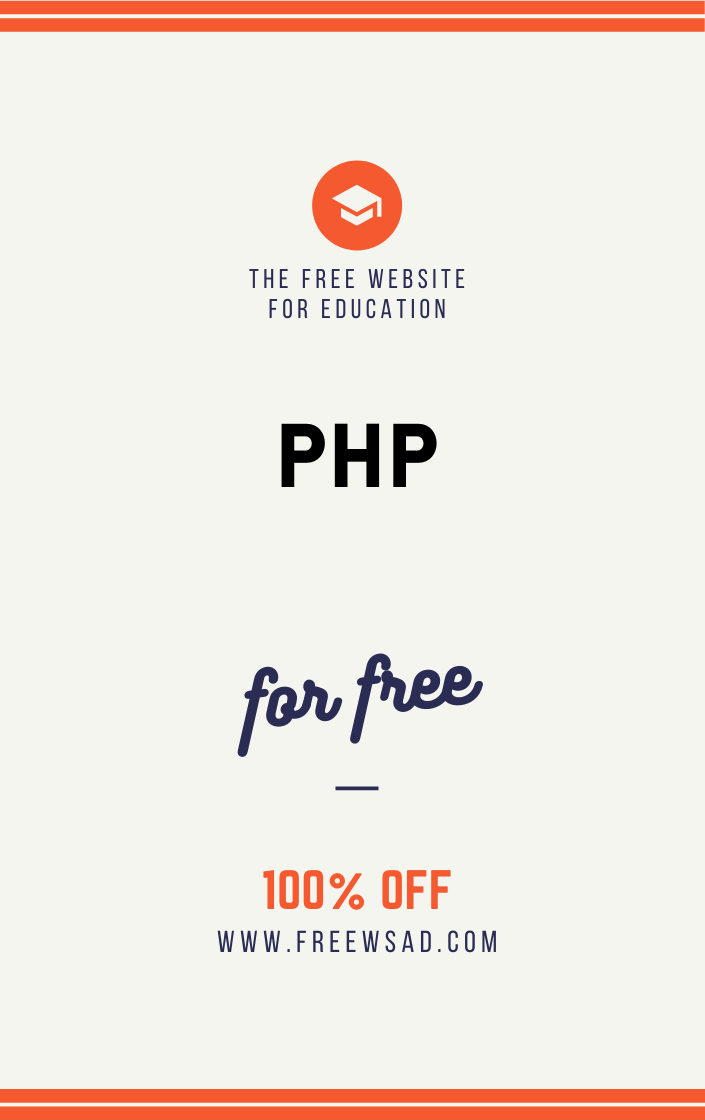 THE FREE WEBSITE
FOR EDUCATION
PHP
for free
100% OFF
WWW.FREEWSAD.COM